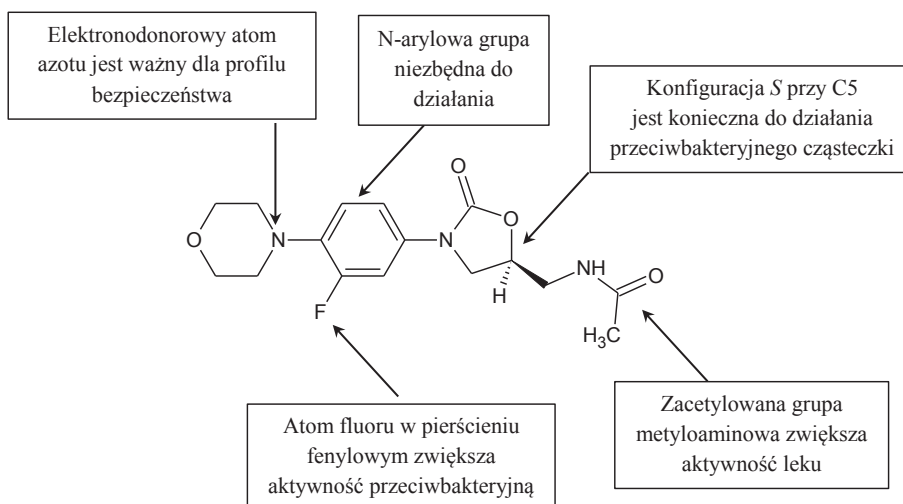 Elektronodonorowy atom
azotu jest ważny dla profilu
bezpieczeństwa
N-arylowa grupa
niezbędna do
działania
Konfiguracja S przy C5
jest konieczna do działania
przeciwbakteryjnego cząsteczki
O
O
O
N
N
NH
O
H
F
H₃C
Atom fluoru w pierścieniu
fenylowym zwiększa
aktywność przeciwbakteryjną
Zacetylowana grupa
metyloaminowa zwiększa
aktywność leku